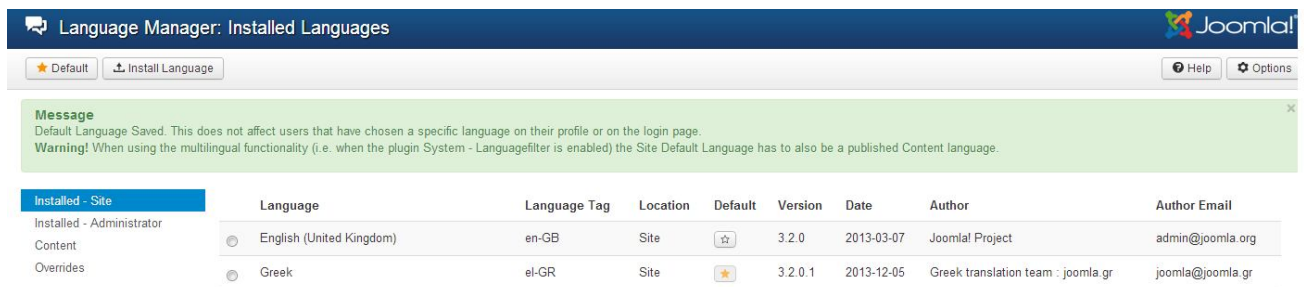 Language Manager: Installed Languages
Joomla!
Default
Install Language
Help
Options
Message
Default Language Saved. This does not affect users that have chosen a specific language on their profile or on the login page.
Warning! When using the multilingual functionality (i.e. when the plugin System - Languagefilter is enabled) the Site Default Language has to also be a published Content language.
Installed - Site
Installed - Administrator
Content
Overrides
Language Language Tag Location Default Version Date Author Author Email
English (United Kingdom) en-GB Site 3.2.0 2013-03-07 Joomla! Project admin@joomla.org
Greek el-GR Site 3.2.0.1 2013-12-05 Greek translation team : joomla.gr joomla@joomla.gr